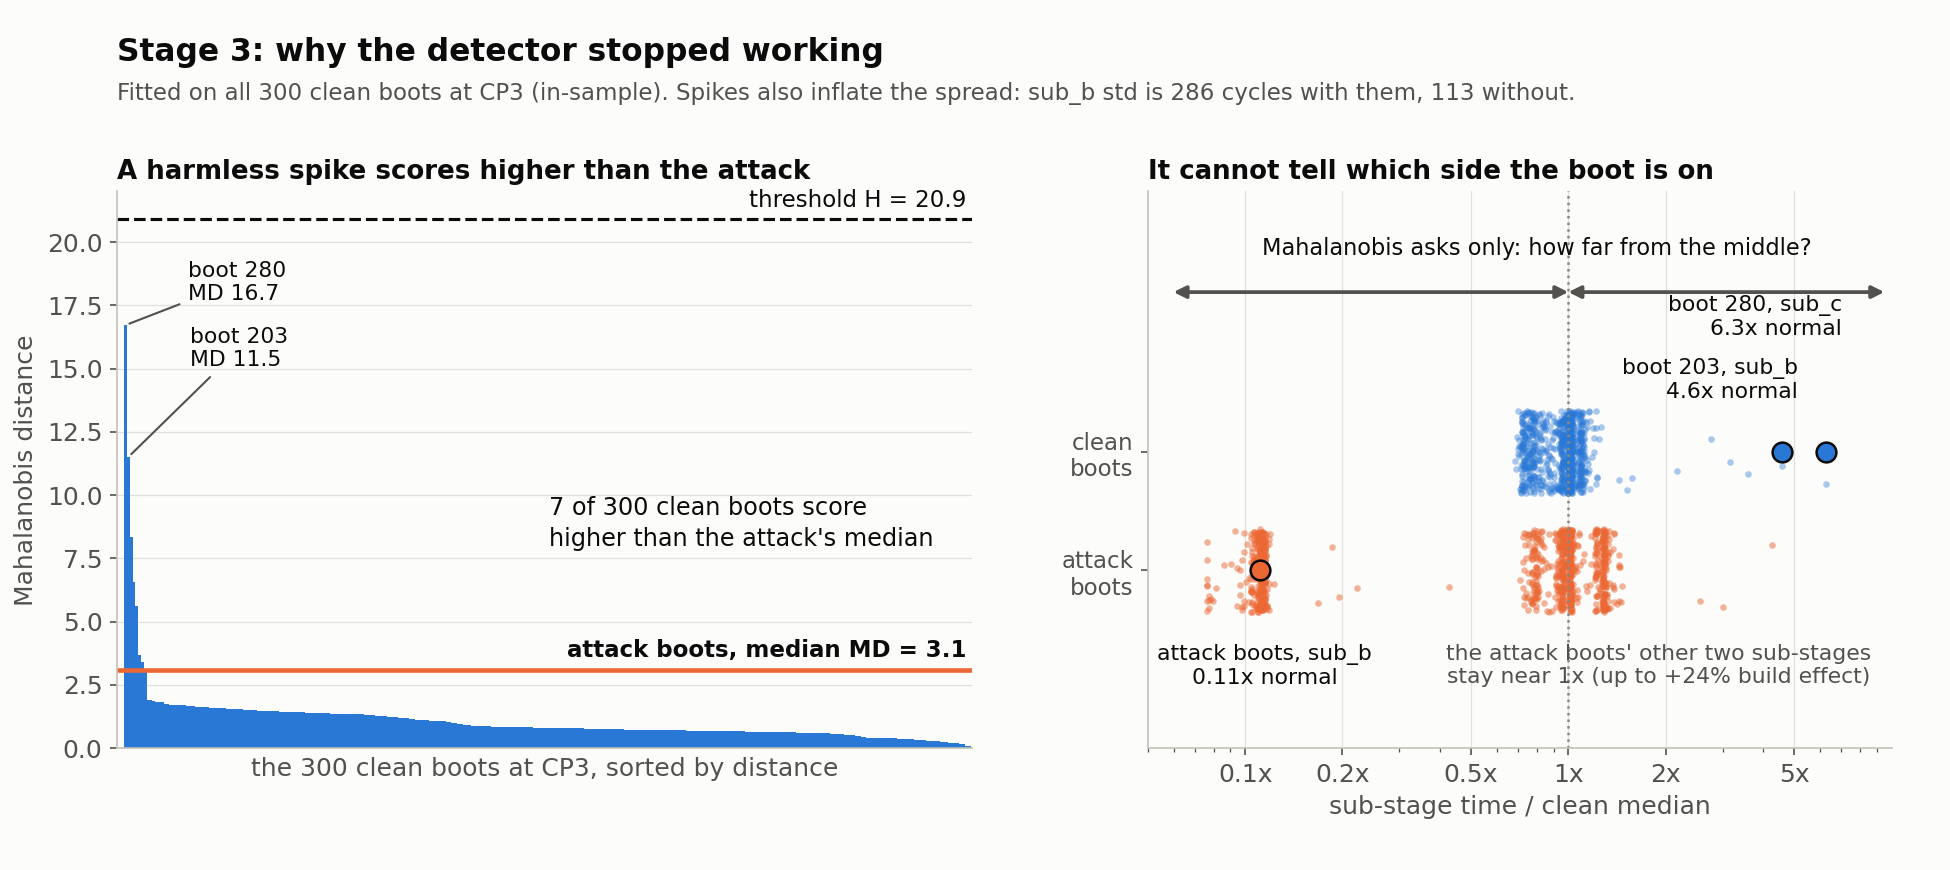 Stage 3: why the detector stopped working
Fitted on all 300 clean boots at CP3 (in-sample). Spikes also inflate the spread: sub_b std is 286 cycles with them, 113 without.
A harmless spike scores higher than the attack
threshold H = 20.9
20.0
17.5
15.0
12.5
10.0
7.5
5.0
2.5
0.0
Mahalanobis distance
boot 280
MD 16.7
boot 203
MD 11.5
7 of 300 clean boots score
higher than the attack's median
attack boots, median MD = 3.1
the 300 clean boots at CP3, sorted by distance
It cannot tell which side the boot is on
Mahalanobis asks only: how far from the middle?
boot 280, sub_c
6.3x normal
boot 203, sub_b
4.6x normal
clean
boots
attack
boots
attack boots, sub_b
0.11x normal
the attack boots' other two sub-stages
stay near 1x (up to +24% build effect)
0.1x
0.2x
0.5x
1x
2x
5x
sub-stage time / clean median